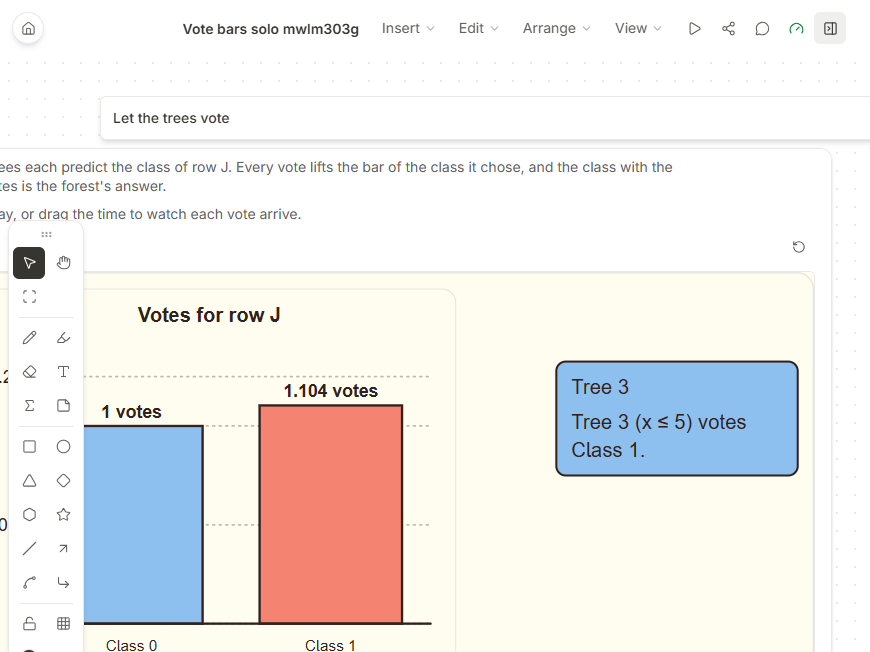 Vote bars solo mwlm303g Insert Edit Arrange View
Let the trees vote
ees each predict the class of row J. Every vote lifts the bar of the class it chose, and the class with the
tes is the forest's answer.
ay, or drag the time to watch each vote arrive.
Votes for row J
1.104 votes
1 votes
Tree 3
Tree 3 (x ≤ 5) votes
Class 1.
Class 0 Class 1